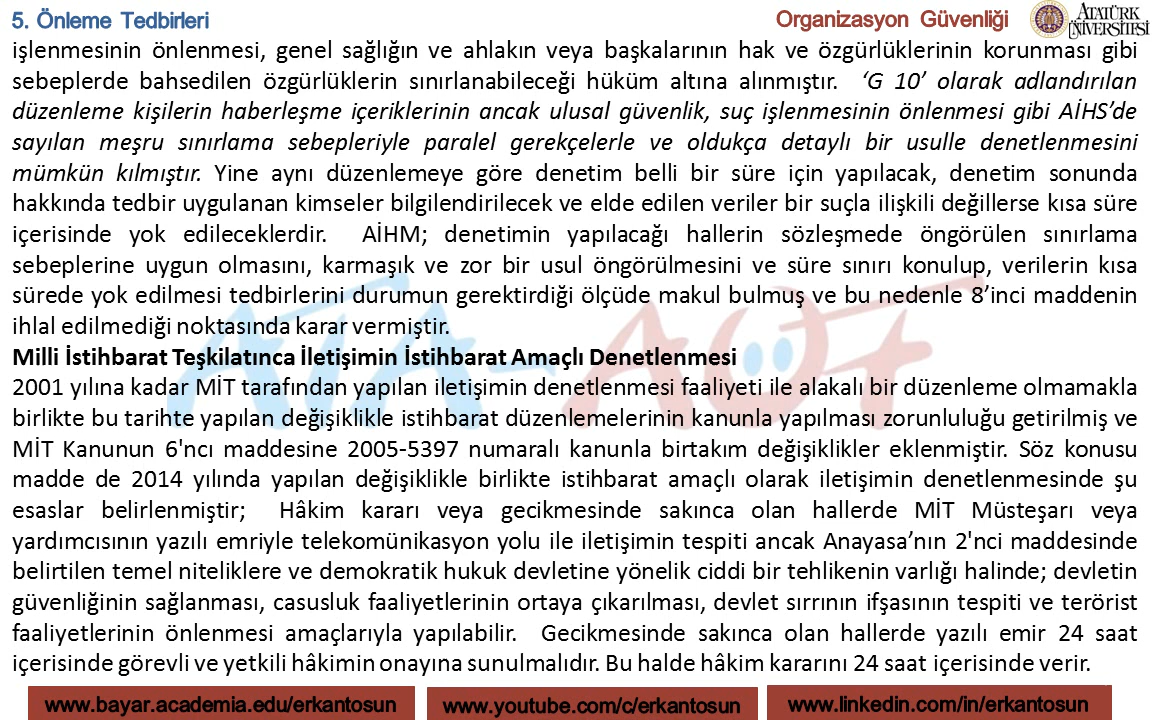 5. Önleme Tedbirleri
Organizasyon Güvenliği
ATATÜRK
ÜNİVERSİTESİ
işlenmesinin önlenmesi, genel sağlığın ve ahlakın veya başkalarının hak ve özgürlüklerinin korunması gibi
sebeplerde bahsedilen özgürlüklerin sınırlanabileceği hüküm altına alınmıştır. ‘G 10’ olarak adlandırılan
düzenleme kişilerin haberleşme içeriklerinin ancak ulusal güvenlik, suç işlenmesinin önlenmesi gibi AİHS’de
sayılan meşru sınırlama sebepleriyle paralel gerekçelerle ve oldukça detaylı bir usulle denetlenmesini
mümkün kılmıştır. Yine aynı düzenlemeye göre denetim belli bir süre için yapılacak, denetim sonunda
hakkında tedbir uygulanan kimseler bilgilendirilecek ve elde edilen veriler bir suçla ilişkili değillerse kısa süre
içerisinde yok edileceklerdir. AİHM; denetimin yapılacağı hallerin sözleşmede öngörülen sınırlama
sebeplerine uygun olmasını, karmaşık ve zor bir usul öngörülmesini ve süre sınırı konulup, verilerin kısa
sürede yok edilmesi tedbirlerini durumun gerektirdiği ölçüde makul bulmuş ve bu nedenle 8’inci maddenin
ihlal edilmediği noktasında karar vermiştir.
Milli İstihbarat Teşkilatınca İletişimin İstihbarat Amaçlı Denetlenmesi
2001 yılına kadar MİT tarafından yapılan iletişimin denetlenmesi faaliyeti ile alakalı bir düzenleme olmamakla
birlikte bu tarihte yapılan değişiklikle istihbarat düzenlemelerinin kanunla yapılması zorunluluğu getirilmiş ve
MİT Kanunun 6'ncı maddesine 2005-5397 numaralı kanunla birtakım değişiklikler eklenmiştir. Söz konusu
madde de 2014 yılında yapılan değişiklikle birlikte istihbarat amaçlı olarak iletişimin denetlenmesinde şu
esaslar belirlenmiştir; Hâkim kararı veya gecikmesinde sakınca olan hallerde MİT Müsteşarı veya
yardımcısının yazılı emriyle telekomünikasyon yolu ile iletişimin tespiti ancak Anayasa’nın 2'nci maddesinde
belirtilen temel niteliklere ve demokratik hukuk devletine yönelik ciddi bir tehlikenin varlığı halinde; devletin
güvenliğinin sağlanması, casusluk faaliyetlerinin ortaya çıkarılması, devlet sırrının ifşasının tespiti ve terörist
faaliyetlerinin önlenmesi amaçlarıyla yapılabilir. Gecikmesinde sakınca olan hallerde yazılı emir 24 saat
içerisinde görevli ve yetkili hâkimin onayına sunulmalıdır. Bu halde hâkim kararını 24 saat içerisinde verir.
ATA-AÖF
www.bayar.academia.edu/erkantosun
www.youtube.com/c/erkantosun
www.linkedin.com/in/erkantosun